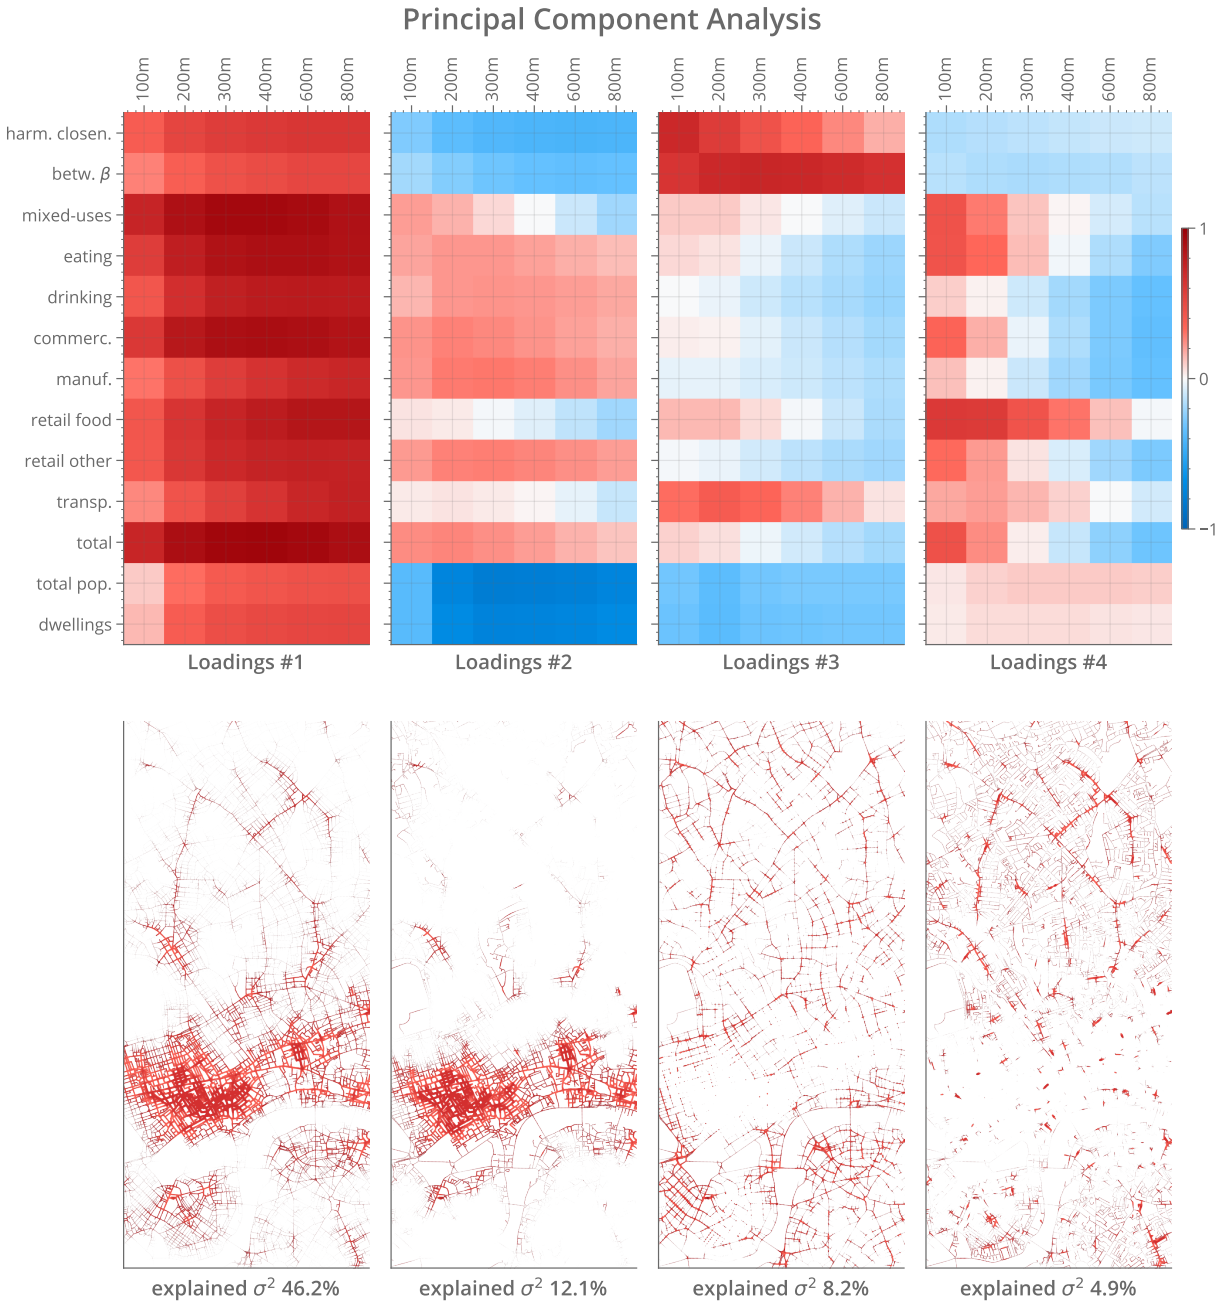 Principal Component Analysis
100m 200m 300m 400m 600m 800m 100m 200m 300m 400m 600m 800m 100m 200m 300m 400m 600m 800m 100m 200m 300m 400m 600m 800m
harm. closen.
betw. β
mixed-uses
eating
drinking
commerc.
manuf.
retail food
retail other
transp.
total
total pop.
dwellings
1
0
−1
Loadings #1 Loadings #2 Loadings #3 Loadings #4
explained σ² 46.2% explained σ² 12.1% explained σ² 8.2% explained σ² 4.9%